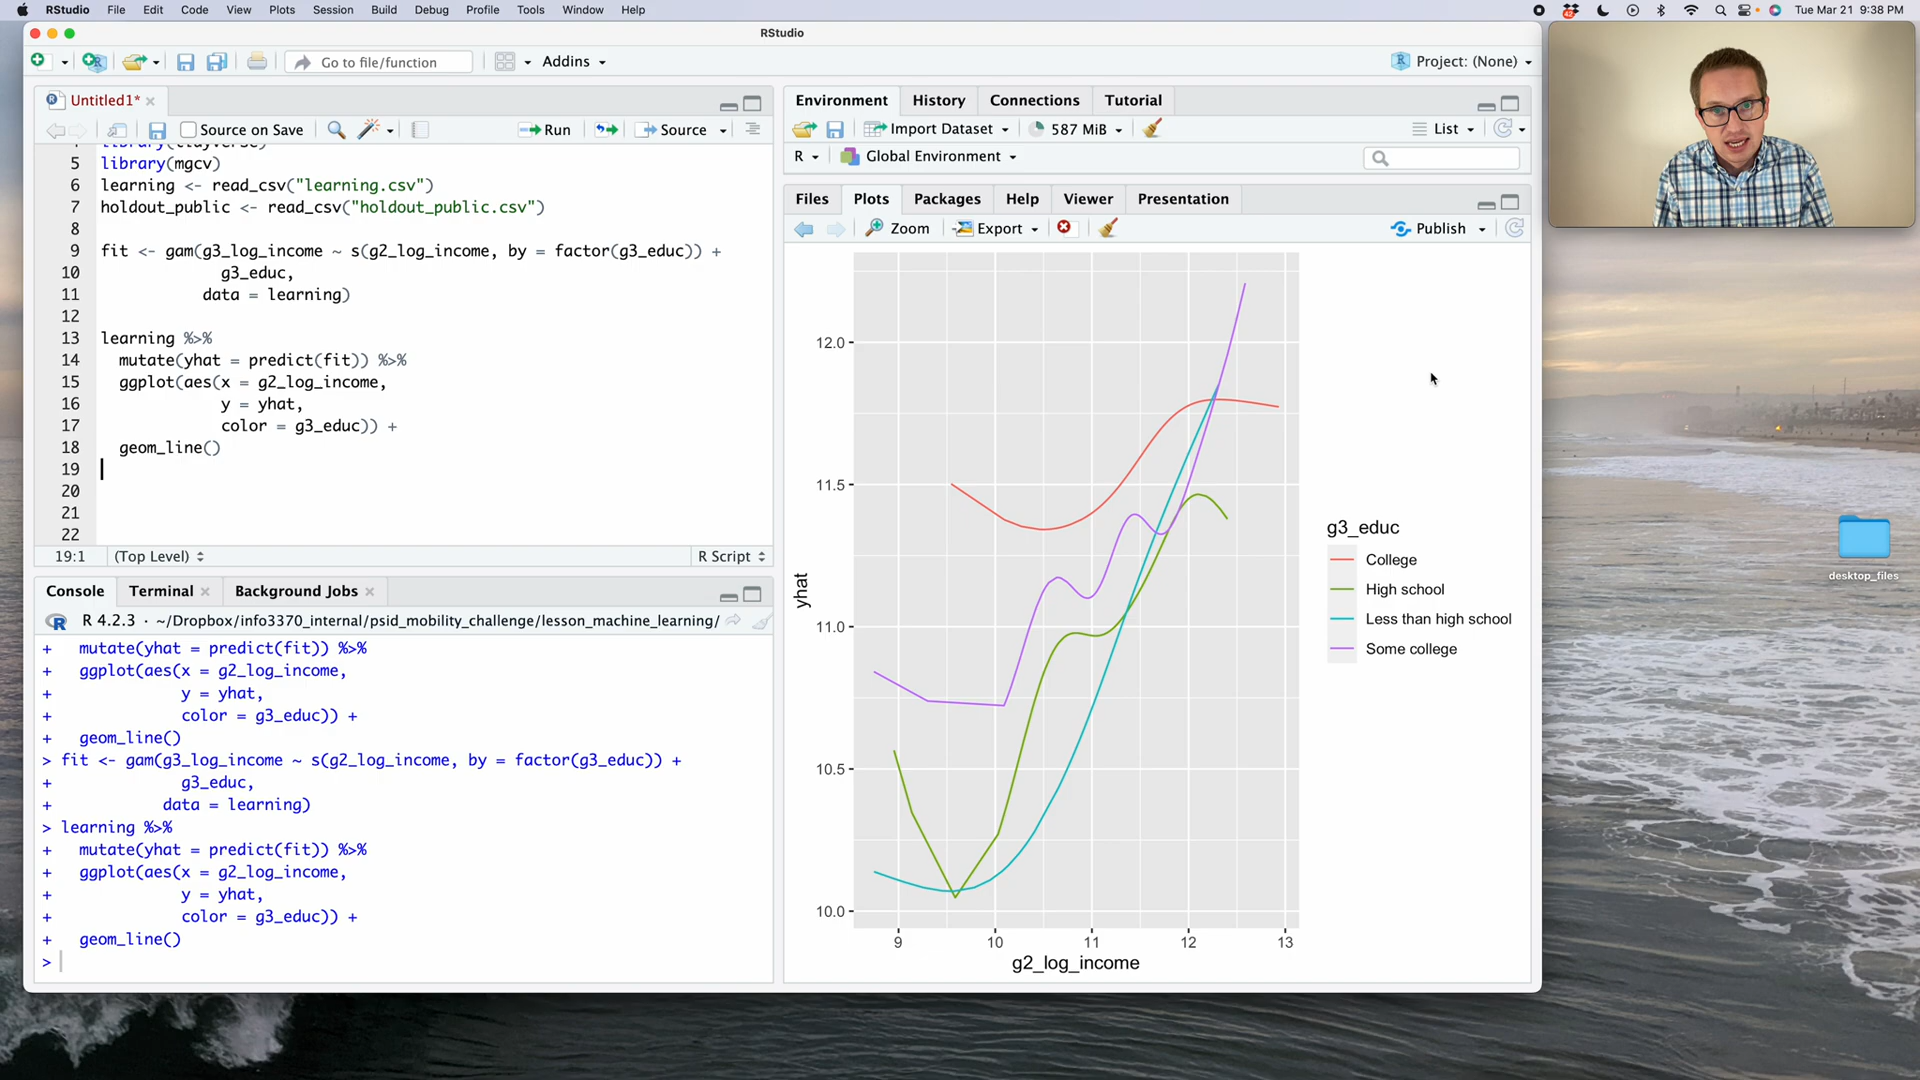 RStudio File Edit Code View Plots Session Build Debug Profile Tools Window Help
42
Tue Mar 21 9:38 PM
RStudio
Go to file/function
Addins
Project: (None)
Untitled1*
Source on Save
Run
Source
4 library(tidyverse)
5 library(mgcv)
6 learning <- read_csv("learning.csv")
7 holdout_public <- read_csv("holdout_public.csv")
8
9 fit <- gam(g3_log_income ~ s(g2_log_income, by = factor(g3_educ)) +
10 g3_educ,
11 data = learning)
12
13 learning %>%
14 mutate(yhat = predict(fit)) %>%
15 ggplot(aes(x = g2_log_income,
16 y = yhat,
17 color = g3_educ)) +
18 geom_line()
19
20
21
22
19:1 (Top Level) R Script
Console Terminal Background Jobs
R 4.2.3 · ~/Dropbox/info3370_internal/psid_mobility_challenge/lesson_machine_learning/
+ mutate(yhat = predict(fit)) %>%
+ ggplot(aes(x = g2_log_income,
+ y = yhat,
+ color = g3_educ)) +
+ geom_line()
> fit <- gam(g3_log_income ~ s(g2_log_income, by = factor(g3_educ)) +
+ g3_educ,
+ data = learning)
> learning %>%
+ mutate(yhat = predict(fit)) %>%
+ ggplot(aes(x = g2_log_income,
+ y = yhat,
+ color = g3_educ)) +
+ geom_line()
>
Environment History Connections Tutorial
Import Dataset
587 MiB
List
R
Global Environment
Files Plots Packages Help Viewer Presentation
Zoom
Export
Publish
12.0
11.5
11.0
10.5
10.0
yhat
9 10 11 12 13
g2_log_income
g3_educ
College
High school
Less than high school
Some college
desktop_files